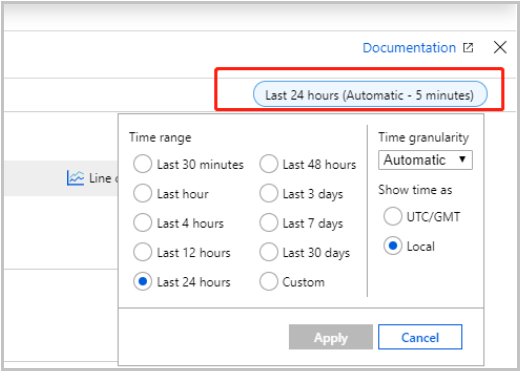 Documentation
Last 24 hours (Automatic - 5 minutes)
Time range
Last 30 minutes
Last hour
Last 4 hours
Last 12 hours
Last 24 hours
Last 48 hours
Last 3 days
Last 7 days
Last 30 days
Custom
Time granularity
Automatic
Show time as
UTC/GMT
Local
Line
Apply
Cancel